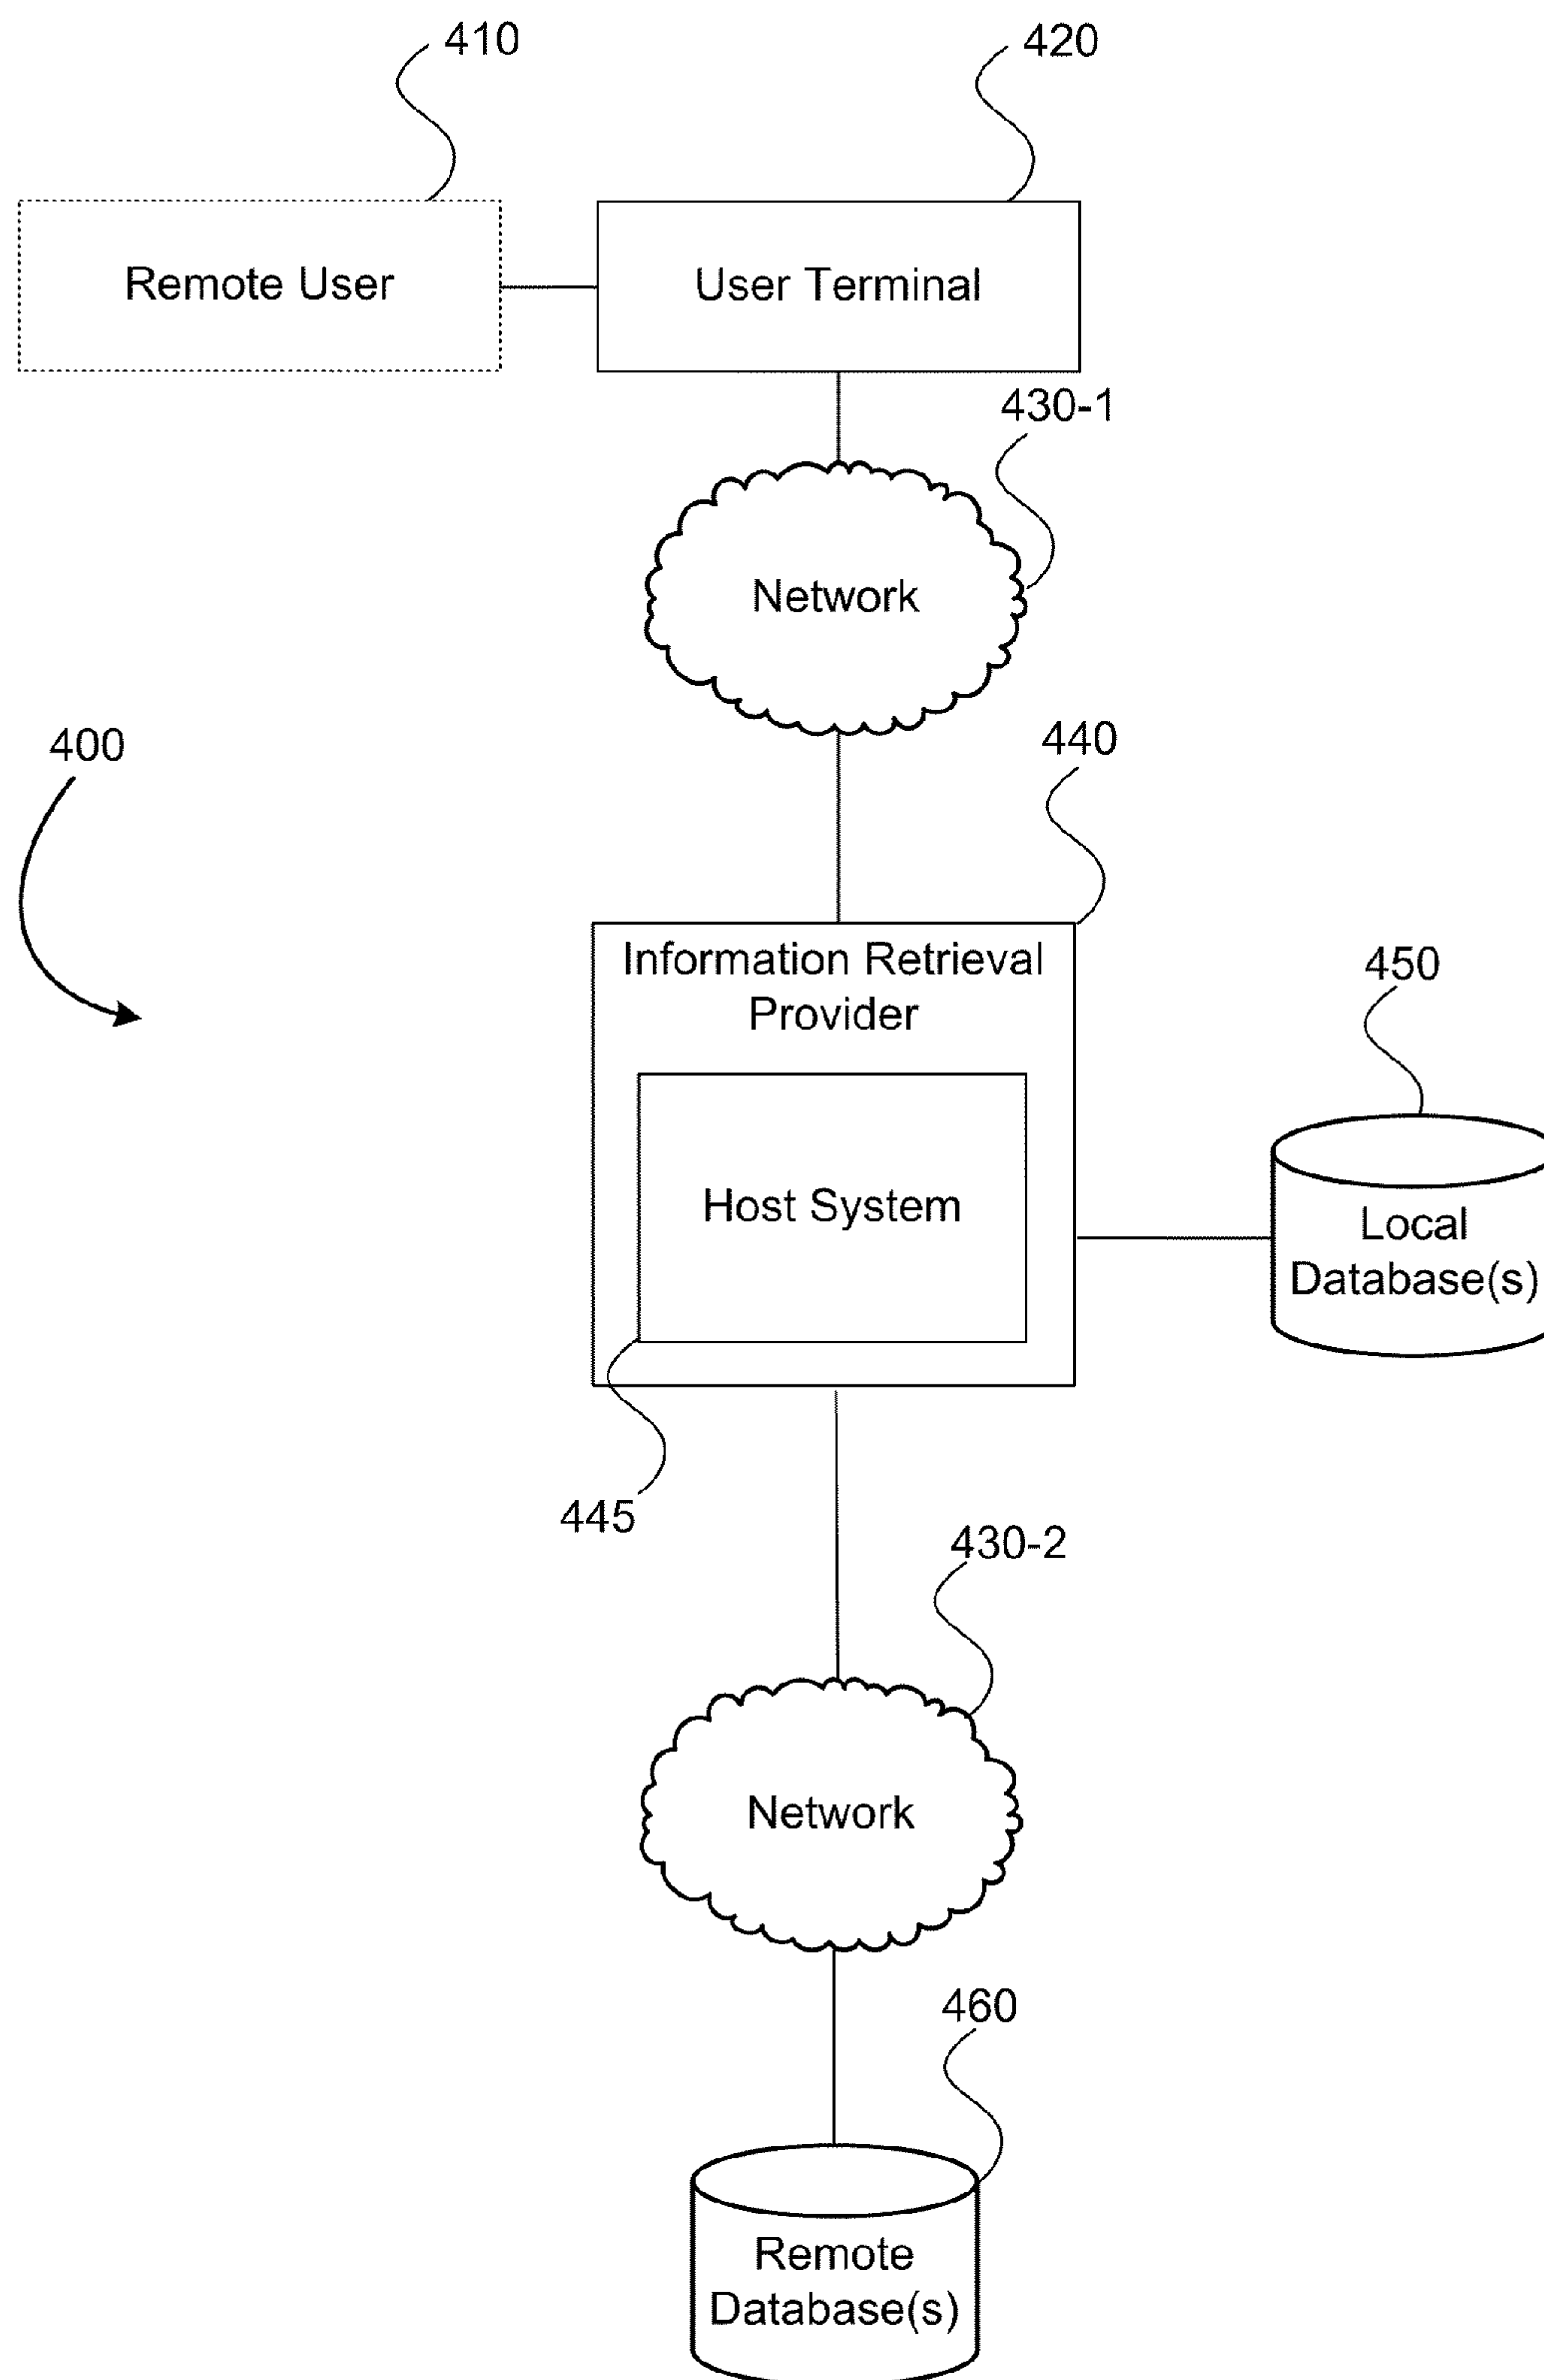 410
420
Remote User
User Terminal
430-1
Network
400
440
Information Retrieval
Provider
450
Host System
Local
Database(s)
445
430-2
Network
460
Remote
Database(s)